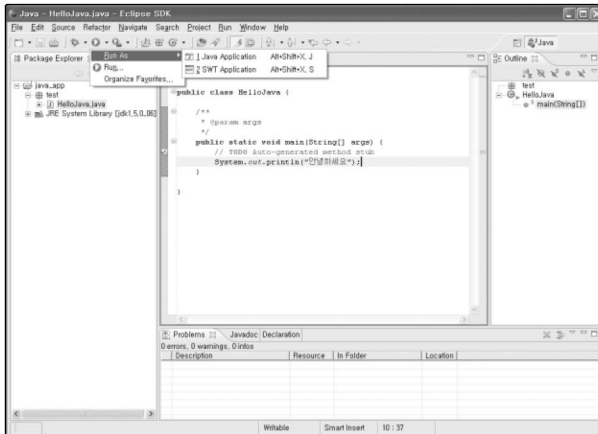 Java - HelloJava.java - Eclipse SDK
File Edit Source Refactor Navigate Search Project Run Window Help
Java
Package Explorer
Run As
Run...
Organize Favorites...
1 Java Application Alt+Shift+X, J
2 SWT Application Alt+Shift+X, S
Outline
java_app
test
HelloJava.java
JRE System Library [jdk1.5.0_06]
public class HelloJava {
/**
* @param args
*/
public static void main(String[] args) {
// TODO Auto-generated method stub
System.out.println("안녕하세요");
}
}
test
HelloJava
main(String[])
Problems Javadoc Declaration
0 errors, 0 warnings, 0 infos
Description Resource In Folder Location
Writable Smart Insert 10 : 37